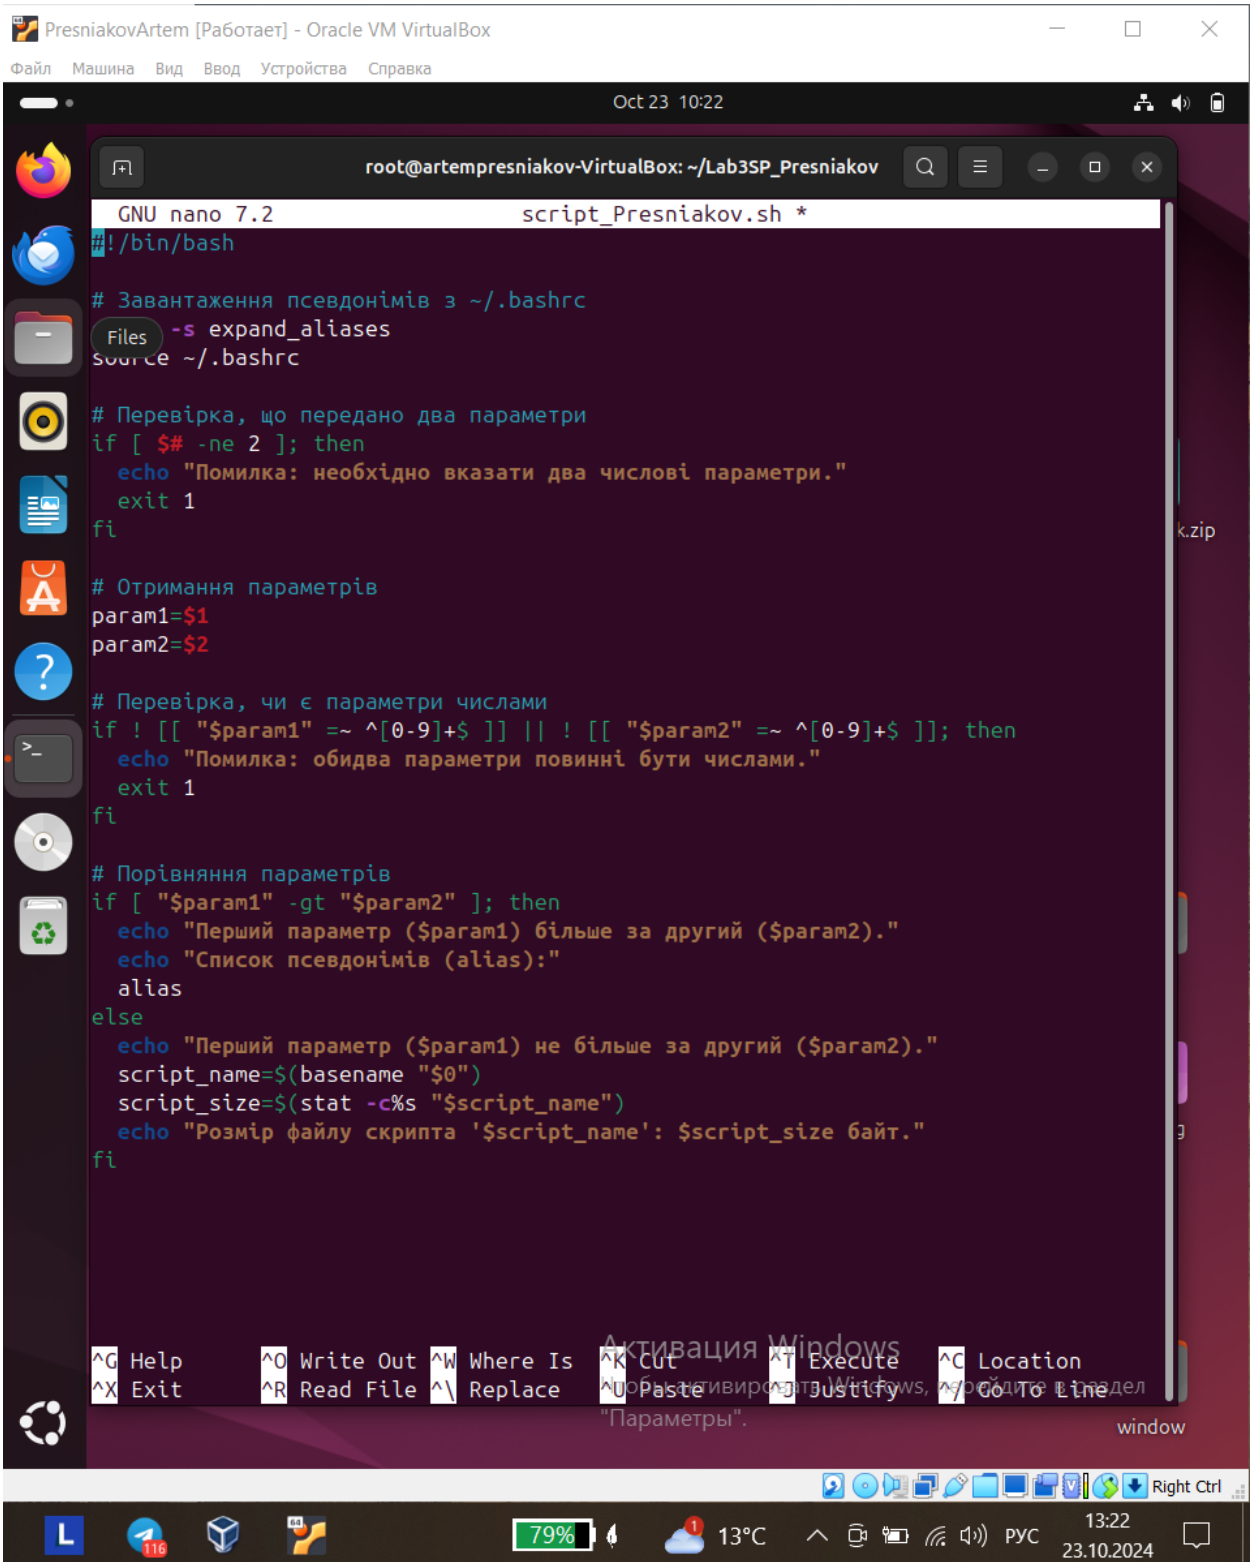 PresniakovArtem [Работает] - Oracle VM VirtualBox
Файл Машина Вид Ввод Устройства Справка
Oct 23 10:22
root@artempresniakov-VirtualBox: ~/Lab3SP_Presniakov
GNU nano 7.2 script_Presniakov.sh *
#!/bin/bash
# Завантаження псевдонімів з ~/.bashrc
-s expand_aliases
Files
source ~/.bashrc
# Перевірка, що передано два параметри
if [ $# -ne 2 ]; then
echo "Помилка: необхідно вказати два числові параметри."
exit 1
fi
k.zip
# Отримання параметрів
param1=$1
param2=$2
# Перевірка, чи є параметри числами
if ! [[ "$param1" =~ ^[0-9]+$ ]] || ! [[ "$param2" =~ ^[0-9]+$ ]]; then
echo "Помилка: обидва параметри повинні бути числами."
exit 1
fi
# Порівняння параметрів
if [ "$param1" -gt "$param2" ]; then
echo "Перший параметр ($param1) більше за другий ($param2)."
echo "Список псевдонімів (alias):"
alias
else
echo "Перший параметр ($param1) не більше за другий ($param2)."
script_name=$(basename "$0")
script_size=$(stat -c%s "$script_name")
echo "Розмір файлу скрипта '$script_name': $script_size байт."
g
fi
Активация Windows
Чтобы активировать Windows, перейдите в раздел
"Параметры".
^G Help ^O Write Out ^W Where Is ^K Cut ^T Execute ^C Location
^X Exit ^R Read File ^\ Replace ^U Paste ^J Justify ^/ Go To Line
window
Right Ctrl
L 116 64 79% 1 13°C РУС 13:22
23.10.2024